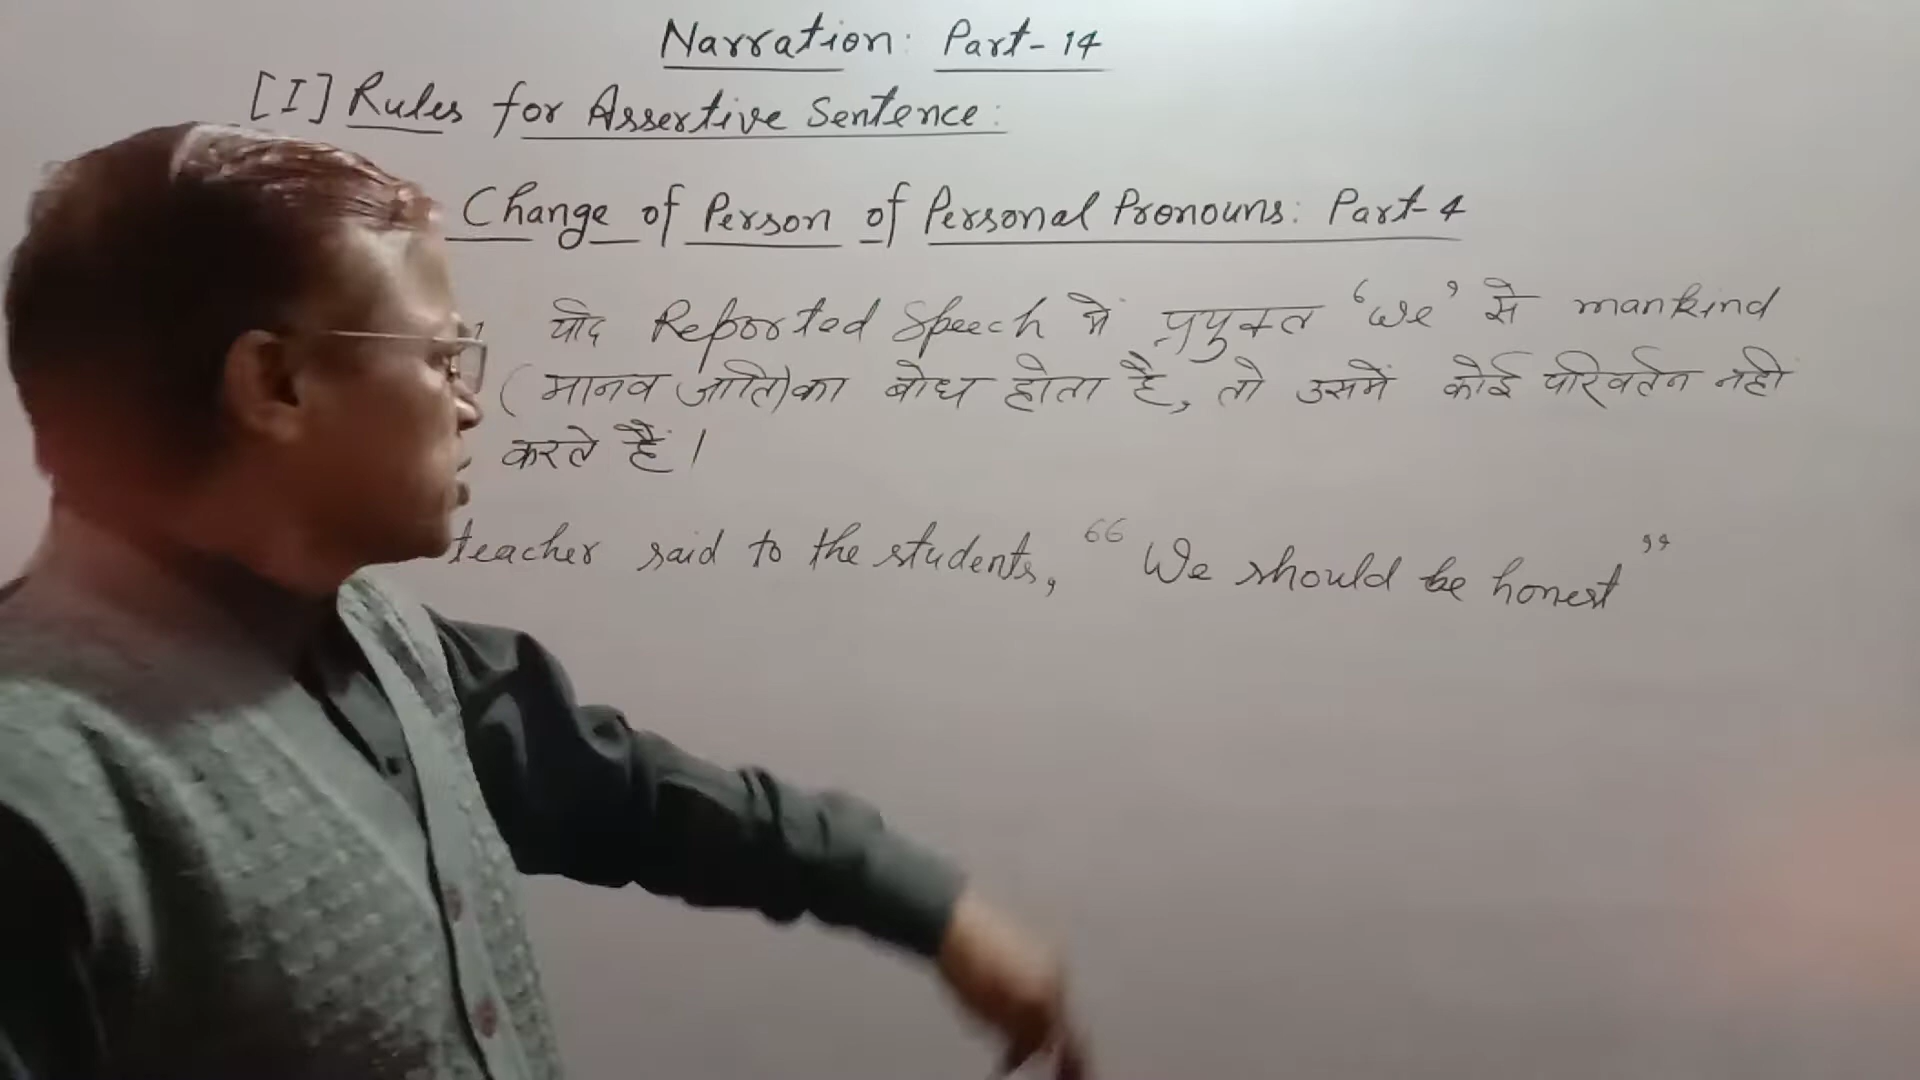 Narration: Part-14
[I] Rules for Assertive Sentence:
Change of Person of Personal Pronouns: Part-4
यदि Reported Speech में प्रयुक्त ‘We’ से mankind
(मानव जाति) का बोध होता है, तो उसमें कोई परिवर्तन नही
करते हैं।
teacher said to the students, “We should be honest”